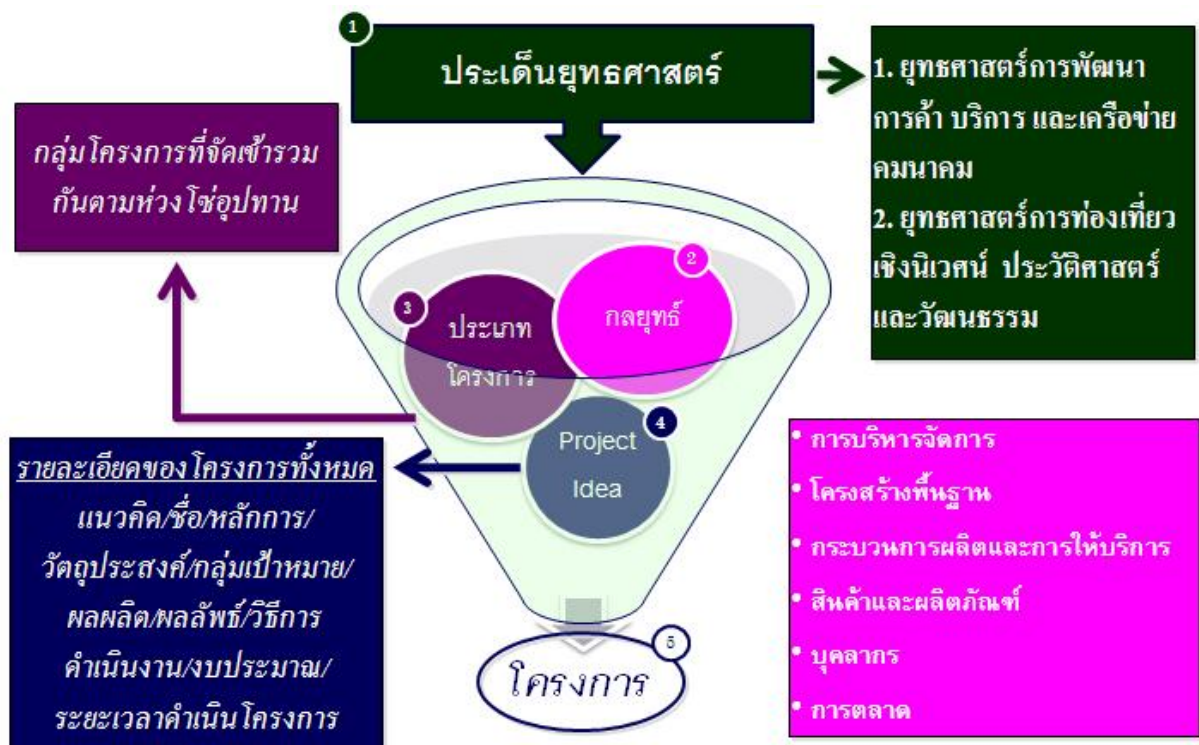 1
ประเด็นยุทธศาสตร์
1. ยุทธศาสตร์การพัฒนา
การค้า บริการ และเครือข่าย
คมนาคม
2. ยุทธศาสตร์การท่องเที่ยว
เชิงนิเวศน์ ประวัติศาสตร์
และวัฒนธรรม
กลุ่มโครงการที่จัดเข้ารวม
กันตามห่วงโซ่อุปทาน
2
กลยุทธ์
3
ประเภท
โครงการ
4
Project
Idea
รายละเอียดของโครงการทั้งหมด
แนวคิด/ชื่อ/หลักการ/
วัตถุประสงค์/กลุ่มเป้าหมาย/
ผลผลิต/ผลลัพธ์/วิธีการ
ดำเนินงาน/งบประมาณ/
ระยะเวลาดำเนินโครงการ
• การบริหารจัดการ
• โครงสร้างพื้นฐาน
• กระบวนการผลิตและการให้บริการ
• สินค้าและผลิตภัณฑ์
• บุคลากร
• การตลาด
5
โครงการ